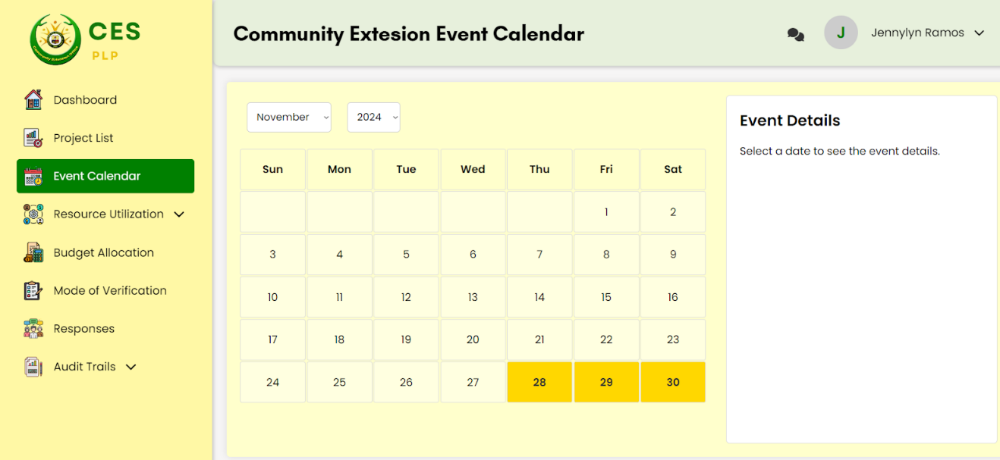 CES
PLP
Dashboard
Project List
Event Calendar
Resource Utilization
Budget Allocation
Mode of Verification
Responses
Audit Trails
Community Extesion Event Calendar
J
Jennylyn Ramos
November
2024
Sun Mon Tue Wed Thu Fri Sat
1 2
3 4 5 6 7 8 9
10 11 12 13 14 15 16
17 18 19 20 21 22 23
24 25 26 27 28 29 30
Event Details
Select a date to see the event details.